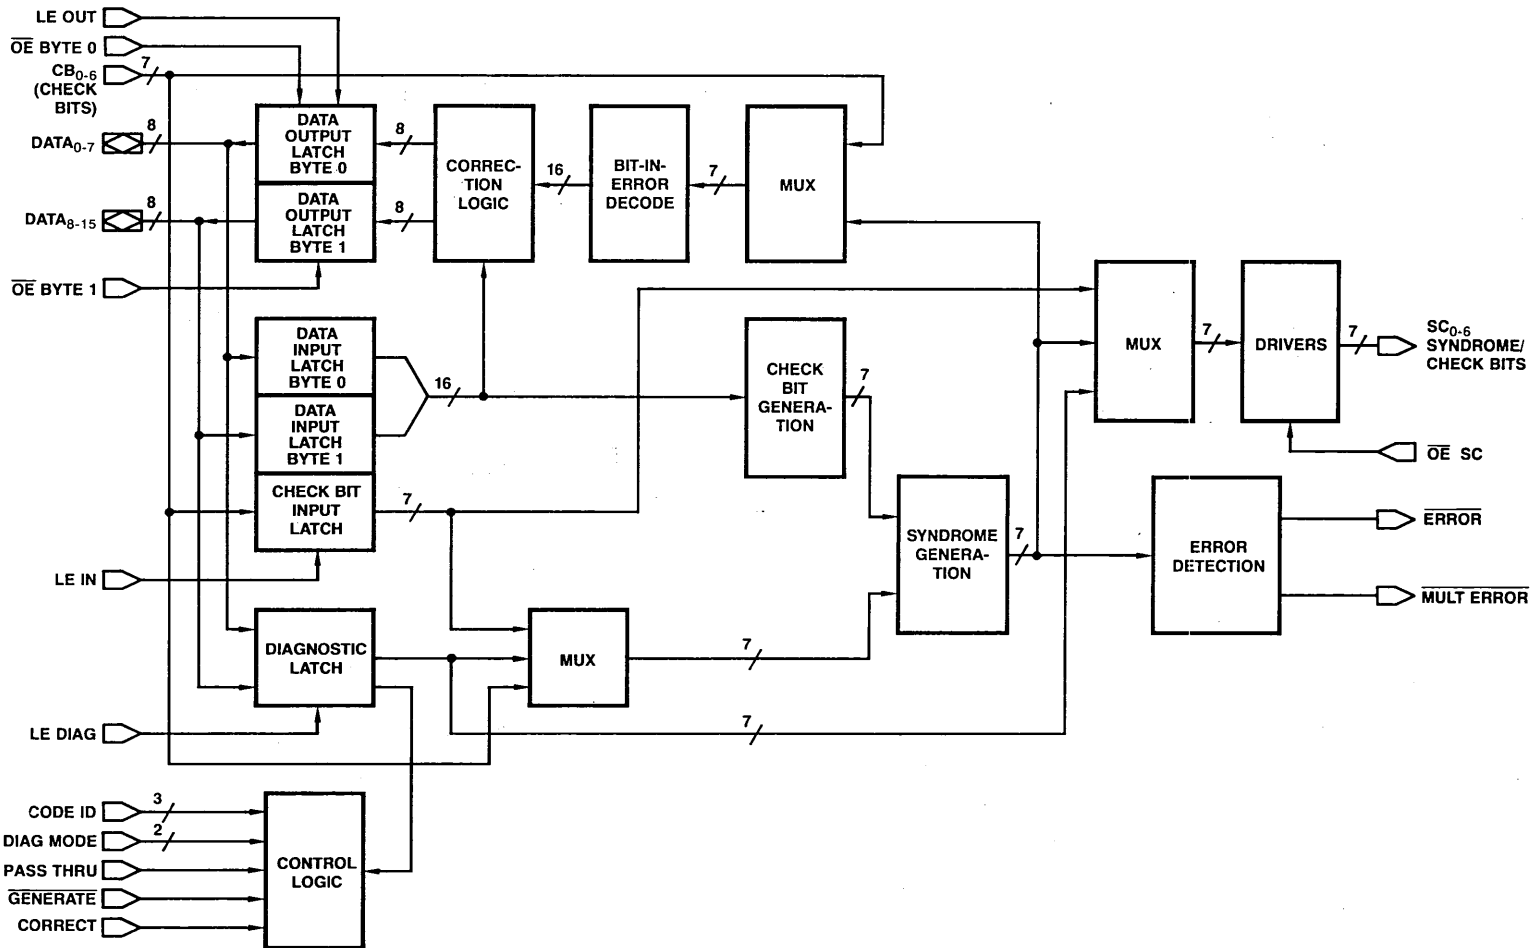 LE OUT
OE BYTE 0
CB0-6
(CHECK
BITS)
7
DATA0-7
8
DATA8-15
8
OE BYTE 1
DATA
OUTPUT
LATCH
BYTE 0
DATA
OUTPUT
LATCH
BYTE 1
8
8
CORREC-
TION
LOGIC
16
BIT-IN-
ERROR
DECODE
7
MUX
DATA
INPUT
LATCH
BYTE 0
DATA
INPUT
LATCH
BYTE 1
16
CHECK BIT
INPUT
LATCH
7
LE IN
CHECK
BIT
GENERA-
TION
7
SYNDROME
GENERA-
TION
7
MUX
7
DRIVERS
7
SC0-6
SYNDROME/
CHECK BITS
OE SC
ERROR
DETECTION
ERROR
MULT ERROR
DIAGNOSTIC
LATCH
MUX
7
7
LE DIAG
CODE ID
3
DIAG MODE
2
PASS THRU
GENERATE
CORRECT
CONTROL
LOGIC